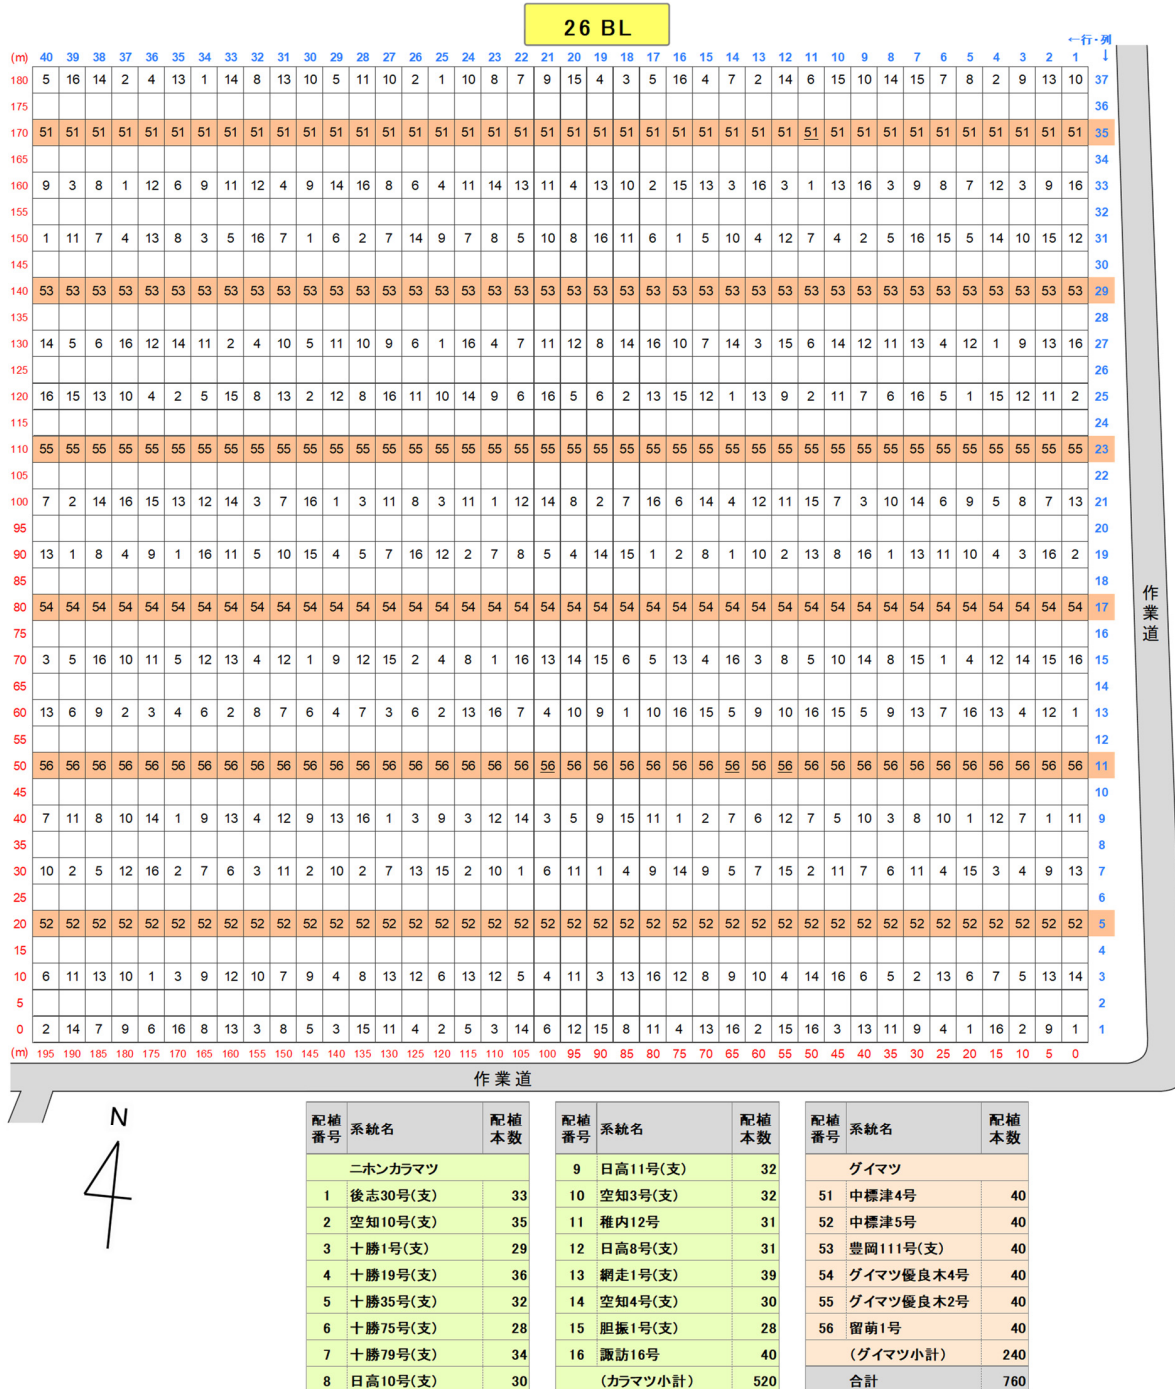 26 BL
←行・列
(m) 40 39 38 37 36 35 34 33 32 31 30 29 28 27 26 25 24 23 22 21 20 19 18 17 16 15 14 13 12 11 10 9 8 7 6 5 4 3 2 1 ↓
180 5 16 14 2 4 13 1 14 8 13 10 5 11 10 2 1 10 8 7 9 15 4 3 5 16 4 7 2 14 6 15 10 14 15 7 8 2 9 13 10 37
175 36
170 51 51 51 51 51 51 51 51 51 51 51 51 51 51 51 51 51 51 51 51 51 51 51 51 51 51 51 51 51 51 51 51 51 51 51 51 51 51 51 51 35
165 34
160 9 3 8 1 12 6 9 11 12 4 9 14 16 8 6 4 11 14 13 11 4 13 10 2 15 13 3 16 3 1 13 16 3 9 8 7 12 3 9 16 33
155 32
150 1 11 7 4 13 8 3 5 16 7 1 6 2 7 14 9 7 8 5 10 8 16 11 6 1 5 10 4 12 7 4 2 5 16 15 5 14 10 15 12 31
145 30
140 53 53 53 53 53 53 53 53 53 53 53 53 53 53 53 53 53 53 53 53 53 53 53 53 53 53 53 53 53 53 53 53 53 53 53 53 53 53 53 53 29
135 28
130 14 5 6 16 12 14 11 2 4 10 5 11 10 9 6 1 16 4 7 11 12 8 14 16 10 7 14 3 15 6 14 12 11 13 4 12 1 9 13 16 27
125 26
120 16 15 13 10 4 2 5 15 8 13 2 12 8 16 11 10 14 9 6 16 5 6 2 13 15 12 1 13 9 2 11 7 6 16 5 1 15 12 11 2 25
115 24
110 55 55 55 55 55 55 55 55 55 55 55 55 55 55 55 55 55 55 55 55 55 55 55 55 55 55 55 55 55 55 55 55 55 55 55 55 55 55 55 55 23
105 22
100 7 2 14 16 15 13 12 14 3 7 16 1 3 11 8 3 11 1 12 14 8 2 7 16 6 14 4 12 11 15 7 3 10 14 6 9 5 8 7 13 21
95 20
90 13 1 8 4 9 1 16 11 5 10 15 4 5 7 16 12 2 7 8 5 4 14 15 1 2 8 1 10 2 13 8 16 1 13 11 10 4 3 16 2 19
85 18
80 54 54 54 54 54 54 54 54 54 54 54 54 54 54 54 54 54 54 54 54 54 54 54 54 54 54 54 54 54 54 54 54 54 54 54 54 54 54 54 54 17
75 16
70 3 5 16 10 11 5 12 13 4 12 1 9 12 15 2 4 8 1 16 13 14 15 6 5 13 4 16 3 8 5 10 14 8 15 1 4 12 14 15 16 15
65 14
60 13 6 9 2 3 4 6 2 8 7 6 4 7 3 6 2 13 16 7 4 10 9 1 10 16 15 5 9 10 16 15 5 9 13 7 16 13 4 12 1 13
55 12
50 56 56 56 56 56 56 56 56 56 56 56 56 56 56 56 56 56 56 56 56 56 56 56 56 56 56 56 56 56 56 56 56 56 56 56 56 56 56 56 56 11
45 10
40 7 11 8 10 14 1 9 13 4 12 9 13 16 1 3 9 3 12 14 3 5 9 15 11 1 2 7 6 12 7 5 10 3 8 10 1 12 7 1 11 9
35 8
30 10 2 5 12 16 2 7 6 3 11 2 10 2 7 13 15 2 10 1 6 11 1 4 9 14 9 5 7 15 2 11 7 6 11 4 15 3 4 9 13 7
25 6
20 52 52 52 52 52 52 52 52 52 52 52 52 52 52 52 52 52 52 52 52 52 52 52 52 52 52 52 52 52 52 52 52 52 52 52 52 52 52 52 52 5
15 4
10 6 11 13 10 1 3 9 12 10 7 9 4 8 13 12 6 13 12 5 4 11 3 13 16 12 8 9 10 4 14 16 6 5 2 13 6 7 5 13 14 3
5 2
0 2 14 7 9 6 16 8 13 3 8 5 3 15 11 4 2 5 3 14 6 12 15 8 11 4 13 16 2 15 16 3 13 11 9 4 1 16 2 9 1 1
(m) 195 190 185 180 175 170 165 160 155 150 145 140 135 130 125 120 115 110 105 100 95 90 85 80 75 70 65 60 55 50 45 40 35 30 25 20 15 10 5 0
作業道
作業道
N
配植番号 系統名 配植本数
ニホンカラマツ
1 後志30号(支) 33
2 空知10号(支) 35
3 十勝1号(支) 29
4 十勝19号(支) 36
5 十勝35号(支) 32
6 十勝75号(支) 28
7 十勝79号(支) 34
8 日高10号(支) 30
配植番号 系統名 配植本数
9 日高11号(支) 32
10 空知3号(支) 32
11 稚内12号 31
12 日高8号(支) 31
13 網走1号(支) 39
14 空知4号(支) 30
15 胆振1号(支) 28
16 諏訪16号 40
(カラマツ小計) 520
配植番号 系統名 配植本数
グイマツ
51 中標津4号 40
52 中標津5号 40
53 豊岡111号(支) 40
54 グイマツ優良木4号 40
55 グイマツ優良木2号 40
56 留萌1号 40
(グイマツ小計) 240
合計 760